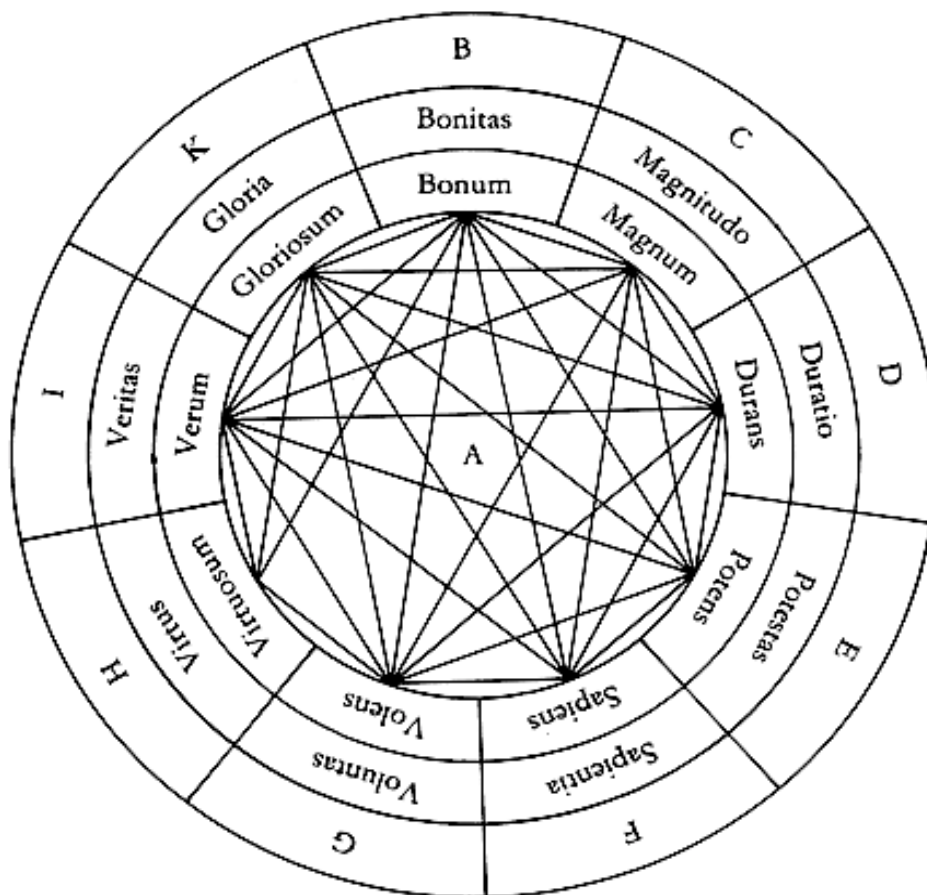 B
Bonitas
Bonum
C
Magnitudo
Magnum
D
Duratio
Durans
E
Potestas
Potens
F
Sapientia
Sapiens
G
Voluntas
Volens
H
Virtus
Virtuosum
I
Veritas
Verum
K
Gloria
Gloriosum
A